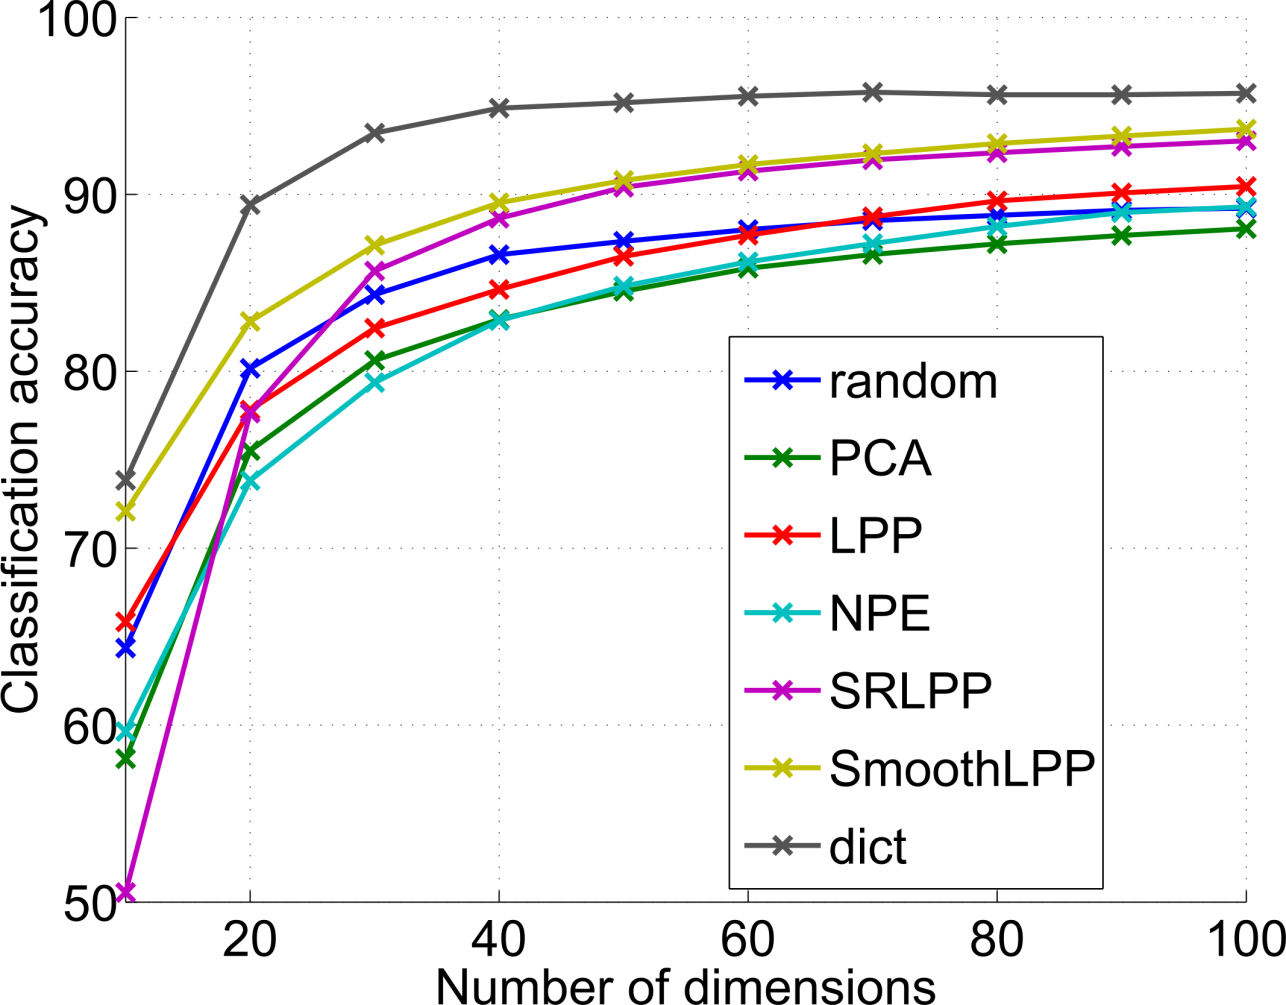 100
90
80
70
60
50
Classification accuracy
random
PCA
LPP
NPE
SRLPP
SmoothLPP
dict
20 40 60 80 100
Number of dimensions